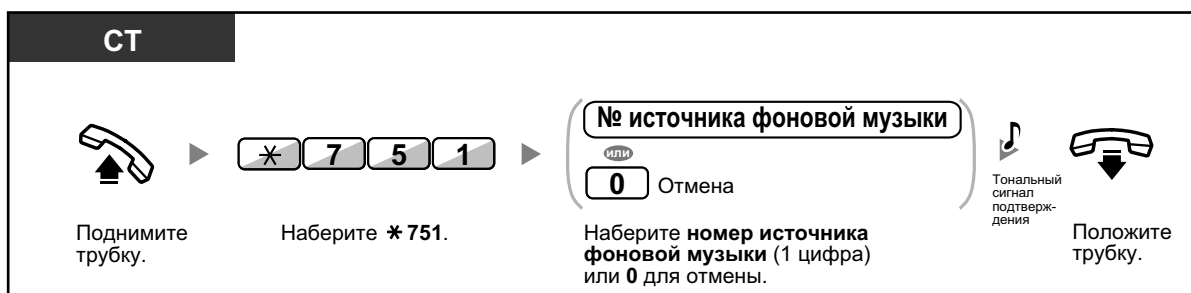 СТ
✳ 7 5 1
№ источника фоновой музыки
или
0 Отмена
Тональный
сигнал
подтверж-
дения
Поднимите
трубку.
Наберите ✳ 751.
Наберите номер источника
фоновой музыки (1 цифра)
или 0 для отмены.
Положите
трубку.